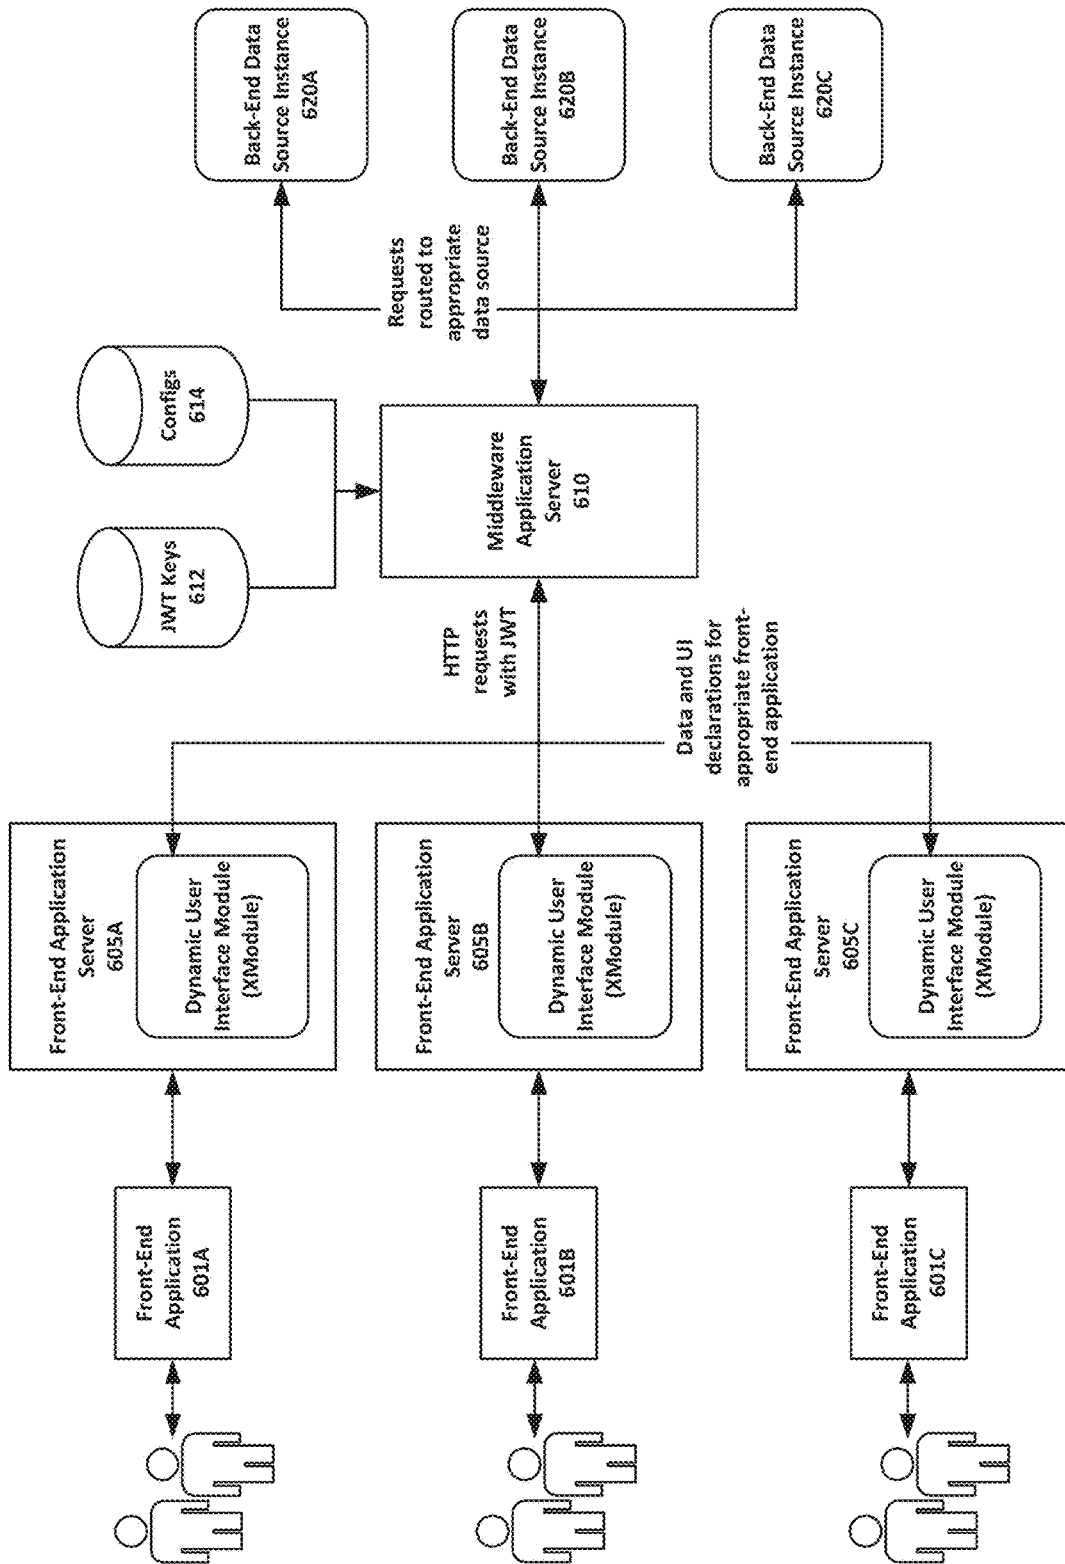 Front-End
Application
601A
Front-End Application
Server
605A
Dynamic User
Interface Module
(XModule)
Front-End
Application
601B
Front-End Application
Server
605B
Dynamic User
Interface Module
(XModule)
Front-End
Application
601C
Front-End Application
Server
605C
Dynamic User
Interface Module
(XModule)
HTTP
requests
with JWT
Data and UI
declarations for
appropriate front-
end application
JWT Keys
612
Configs
614
Middleware
Application
Server
610
Requests
routed to
appropriate
data source
Back-End Data
Source Instance
620A
Back-End Data
Source Instance
620B
Back-End Data
Source Instance
620C